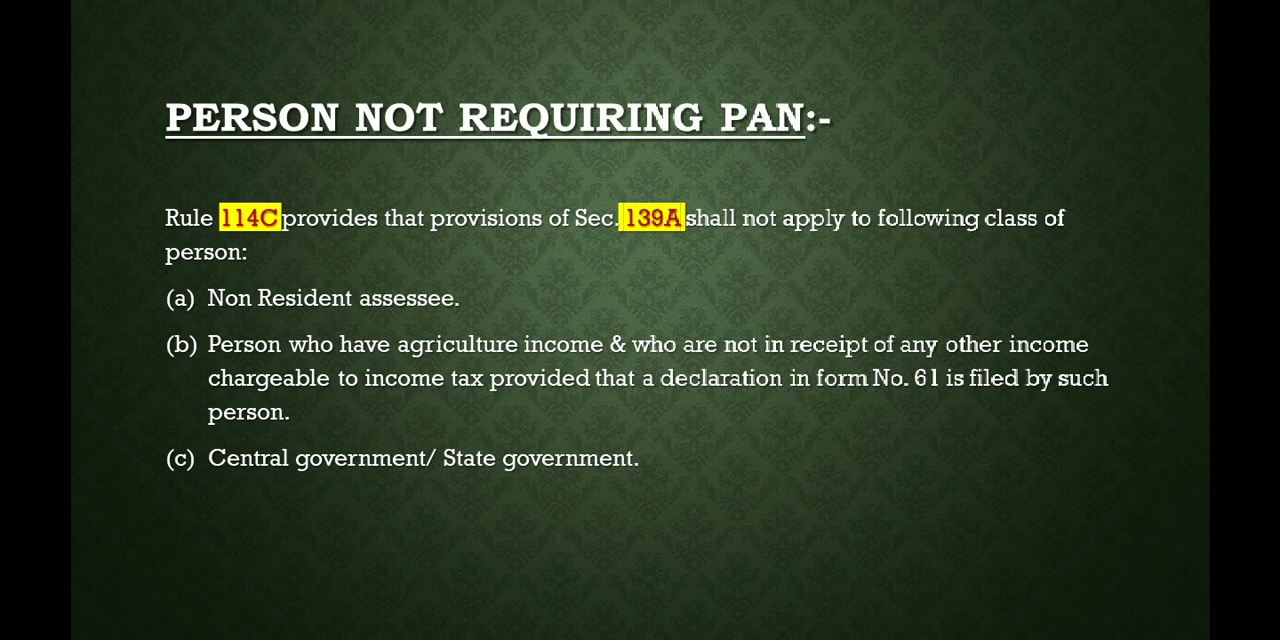 PERSON NOT REQUIRING PAN:-
Rule 114C provides that provisions of Sec. 139A shall not apply to following class of
person:
(a) Non Resident assessee.
(b) Person who have agriculture income & who are not in receipt of any other income
chargeable to income tax provided that a declaration in form No. 61 is filed by such
person.
(c) Central government/ State government.